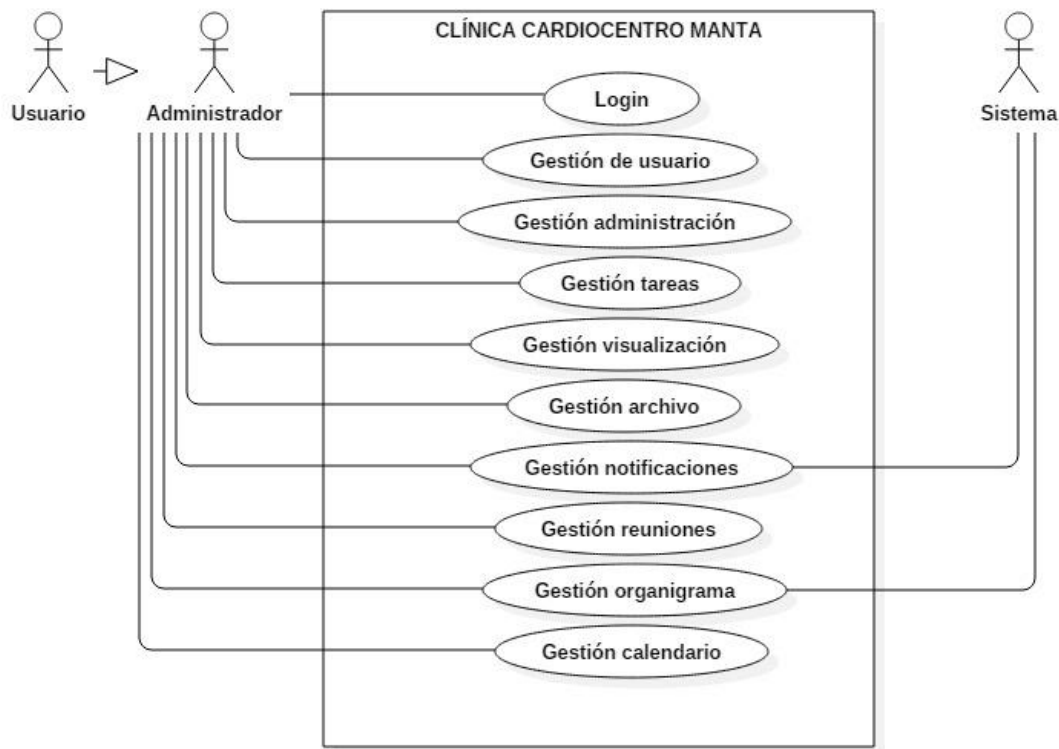 CLÍNICA CARDIOCENTRO MANTA
Usuario
Administrador
Sistema
Login
Gestión de usuario
Gestión administración
Gestión tareas
Gestión visualización
Gestión archivo
Gestión notificaciones
Gestión reuniones
Gestión organigrama
Gestión calendario